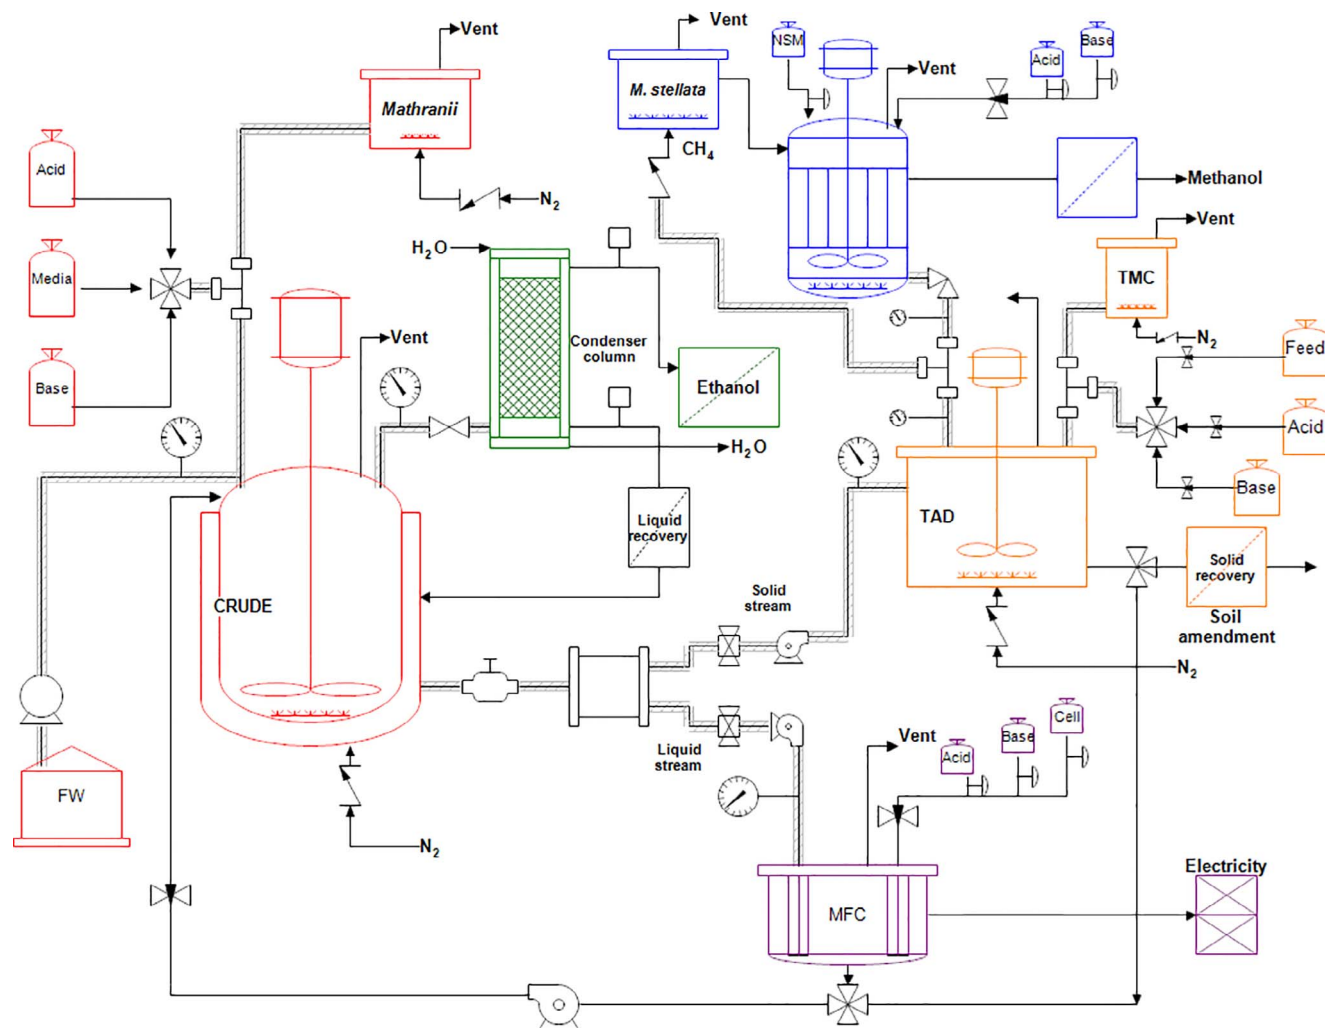 Vent
Mathranii
N2
Acid
Media
Base
Vent
M. stellata
CH4
NSM
Vent
Acid
Base
Methanol
Vent
TMC
N2
Feed
Acid
Base
H2O
Condenser
column
Ethanol
H2O
Vent
Liquid
recovery
CRUDE
TAD
Solid
recovery
Soil
amendment
N2
Solid
stream
Liquid
stream
FW
N2
Vent
Acid
Base
Cell
MFC
Electricity